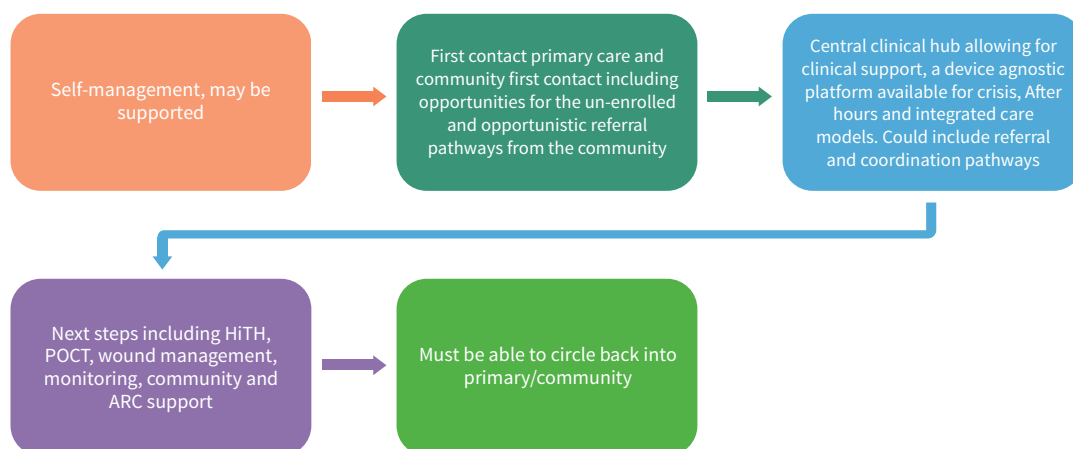 Self-management, may be
supported
First contact primary care and
community first contact including
opportunities for the un-enrolled
and opportunistic referral
pathways from the community
Central clinical hub allowing for
clinical support, a device agnostic
platform available for crisis, After
hours and integrated care
models. Could include referral
and coordination pathways
Next steps including HiTH,
POCT, wound management,
monitoring, community and
ARC support
Must be able to circle back into
primary/community